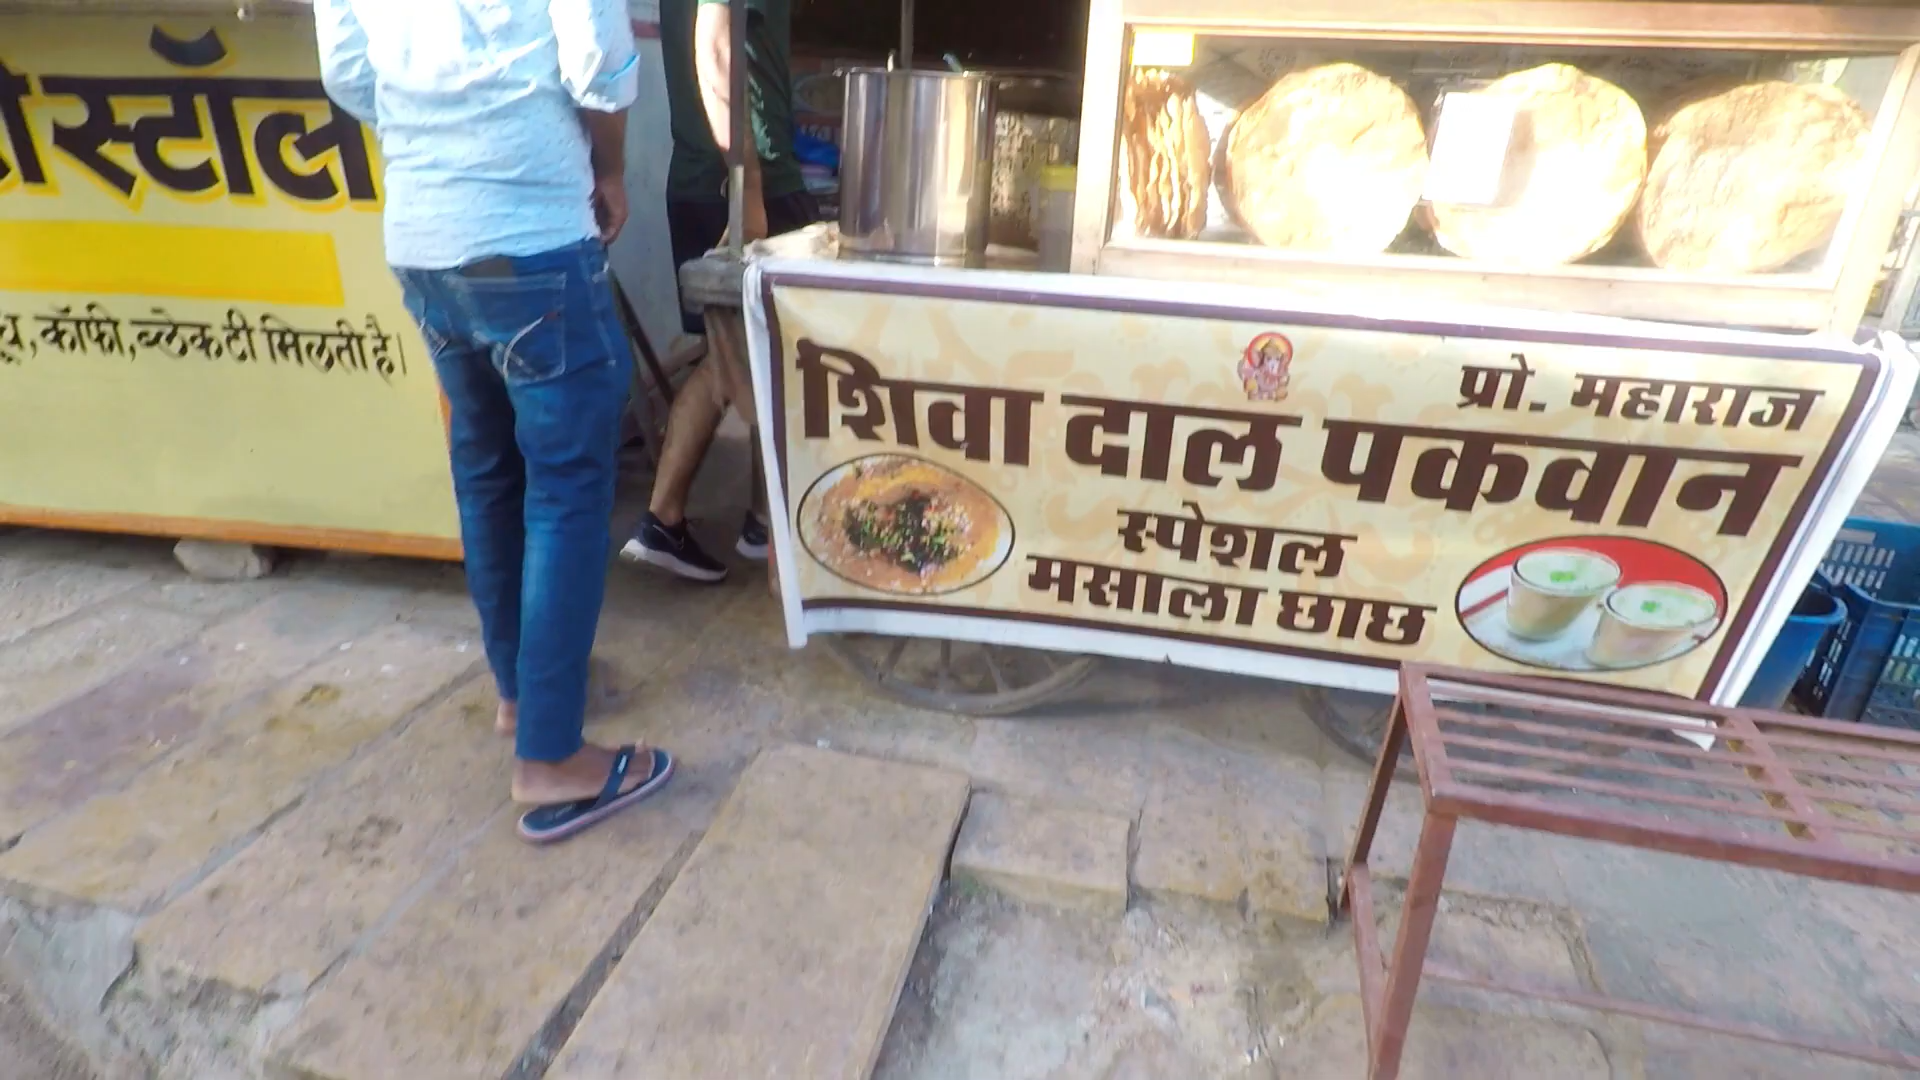 स्टॉल
कॉफी, ब्लेक टी मिलती है।
प्रो. महाराज
शिवा दाल पकवान
स्पेशल
मसाला छाछ